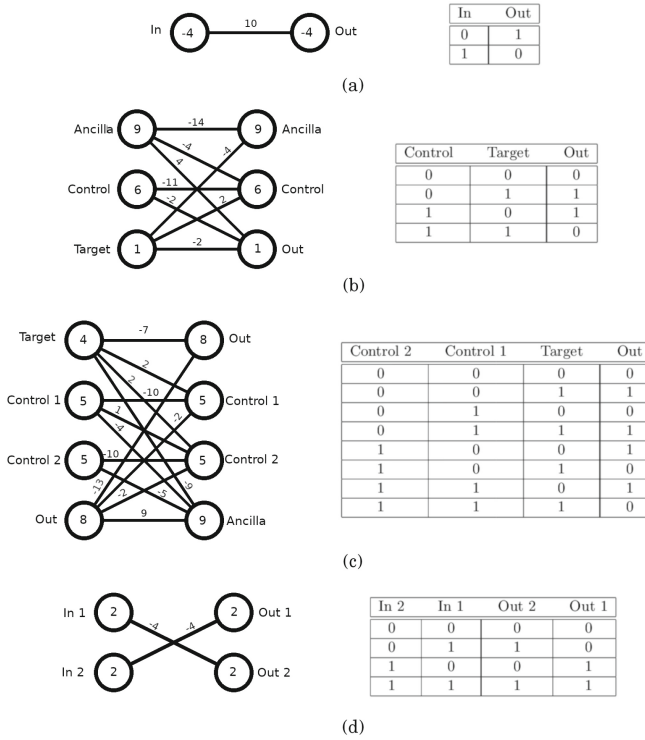 In -4 10 -4 Out
In Out
0 1
1 0
(a)
Ancilla 9 -14 9 Ancilla
-4 -4
4
Control 6 -11 6 Control
-2 2
Target 1 -2 1 Out
Control Target Out
0 0 0
0 1 1
1 0 1
1 1 0
(b)
Target 4 -7 8 Out
2
2
Control 1 5 -10 5 Control 1
1 -2
-4
Control 2 5 -10 5 Control 2
-13 -2 -5 -9
Out 8 9 9 Ancilla
Control 2 Control 1 Target Out
0 0 0 0
0 0 1 1
0 1 0 0
0 1 1 1
1 0 0 1
1 0 1 0
1 1 0 1
1 1 1 0
(c)
In 1 2 -4 -4 2 Out 1
In 2 2 2 Out 2
In 2 In 1 Out 2 Out 1
0 0 0 0
0 1 1 0
1 0 0 1
1 1 1 1
(d)